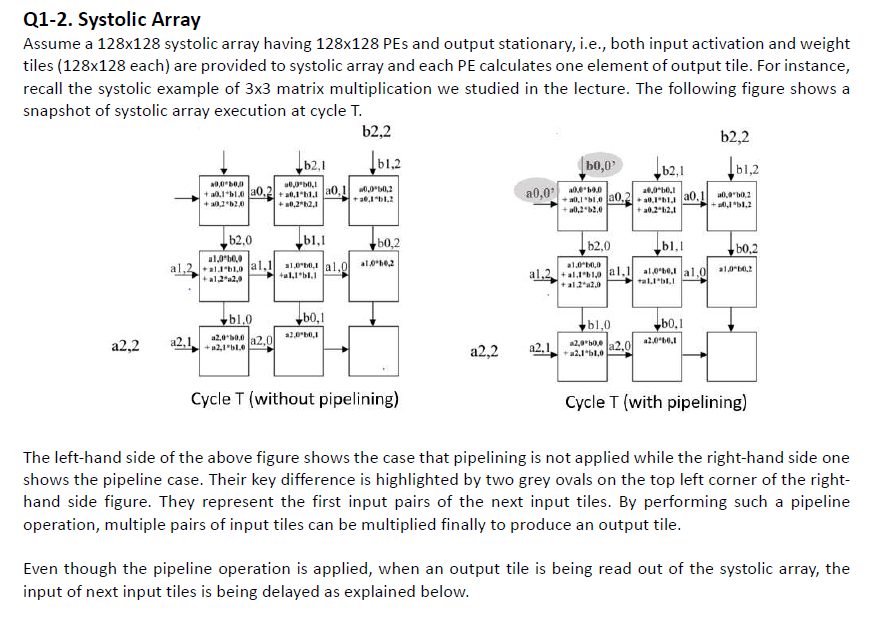 Q1-2. Systolic Array
Assume a 128x128 systolic array having 128x128 PEs and output stationary, i.e., both input activation and weight
tiles (128x128 each) are provided to systolic array and each PE calculates one element of output tile. For instance,
recall the systolic example of 3x3 matrix multiplication we studied in the lecture. The following figure shows a
snapshot of systolic array execution at cycle T.
b2,2
b2,1
b1,2
a0,0*b0,0
+ a0,1*b1,0
+ a0,2*b2,0
a0,2
a0,0*b0,1
+ a0,1*b1,1
+ a0,2*b2,1
a0,1
a0,0*b0,2
+ a0,1*b1,2
b2,0
b1,1
b0,2
a1,2
a1,0*b0,0
+ a1,1*b1,0
+ a1,2*a2,0
a1,1
a1,0*b0,1
+a1,1*b1,1
a1,0
a1,0*b0,2
b1,0
b0,1
a2,2
a2,1
a2,0*b0,0
+ a2,1*b1,0
a2,0
a2,0*b0,1
Cycle T (without pipelining)
b2,2
b0,0'
b2,1
b1,2
a0,0'
a0,0*b0,0
+ a0,1*b1,0
+ a0,2*b2,0
a0,2
a0,0*b0,1
+ a0,1*b1,1
+ a0,2*b2,1
a0,1
a0,0*b0,2
+ a0,1*b1,2
b2,0
b1,1
b0,2
a1,2
a1,0*b0,0
+ a1,1*b1,0
+ a1,2*a2,0
a1,1
a1,0*b0,1
+a1,1*b1,1
a1,0
a1,0*b0,2
b1,0
b0,1
a2,2
a2,1
a2,0*b0,0
+ a2,1*b1,0
a2,0
a2,0*b0,1
Cycle T (with pipelining)
The left-hand side of the above figure shows the case that pipelining is not applied while the right-hand side one
shows the pipeline case. Their key difference is highlighted by two grey ovals on the top left corner of the right-
hand side figure. They represent the first input pairs of the next input tiles. By performing such a pipeline
operation, multiple pairs of input tiles can be multiplied finally to produce an output tile.
Even though the pipeline operation is applied, when an output tile is being read out of the systolic array, the
input of next input tiles is being delayed as explained below.